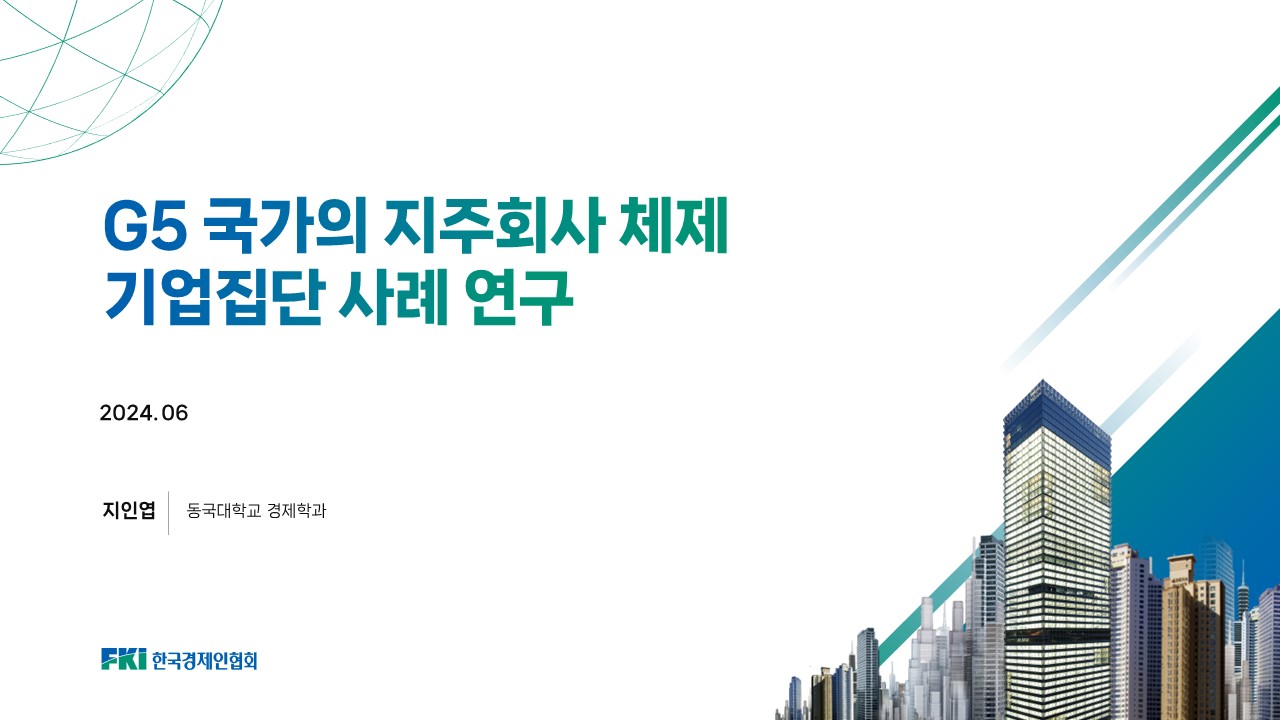 G5 국가의 지주회사 체제
기업집단 사례 연구
2024. 06
지인엽
동국대학교 경제학과
FKI 한국경제인협회